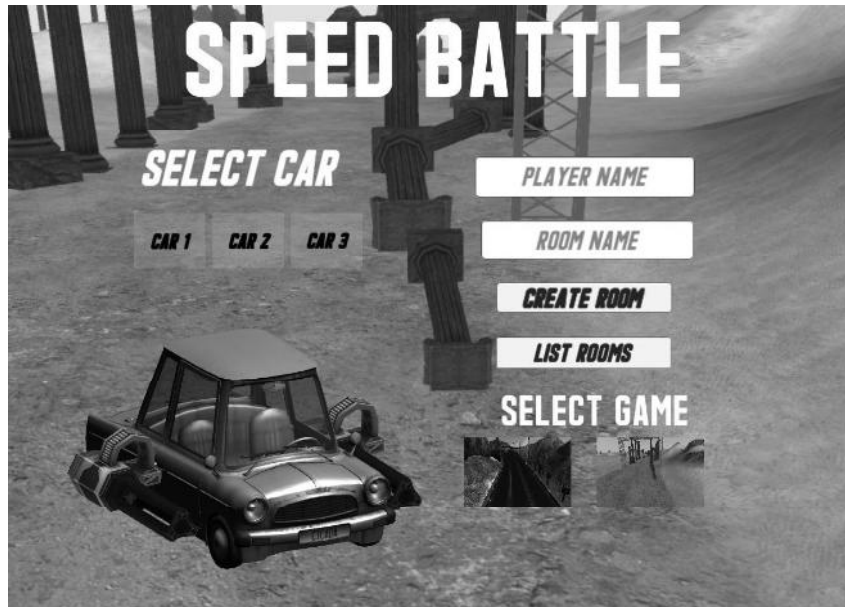 SPEED BATTLE
SELECT CAR
CAR 1
CAR 2
CAR 3
PLAYER NAME
ROOM NAME
CREATE ROOM
LIST ROOMS
SELECT GAME